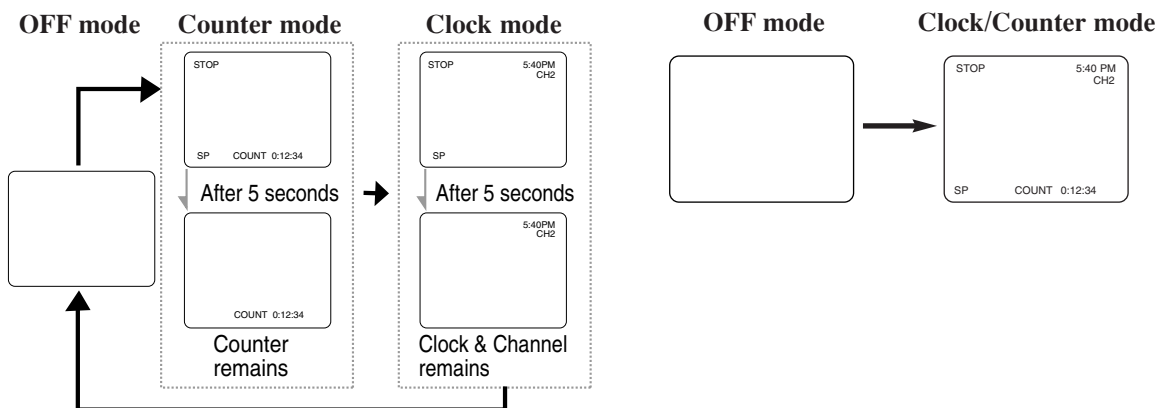 OFF mode Counter mode Clock mode
STOP
SP COUNT 0:12:34
After 5 seconds
COUNT 0:12:34
Counter
remains
STOP 5:40PM
CH2
SP
After 5 seconds
5:40PM
CH2
Clock & Channel
remains
OFF mode Clock/Counter mode
STOP 5:40 PM
CH2
SP COUNT 0:12:34